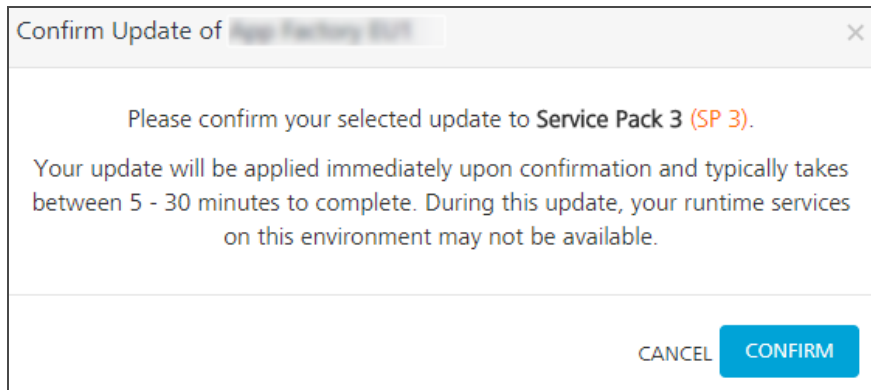 Confirm Update of
Please confirm your selected update to Service Pack 3 (SP 3).
Your update will be applied immediately upon confirmation and typically takes
between 5 - 30 minutes to complete. During this update, your runtime services
on this environment may not be available.
CANCEL CONFIRM